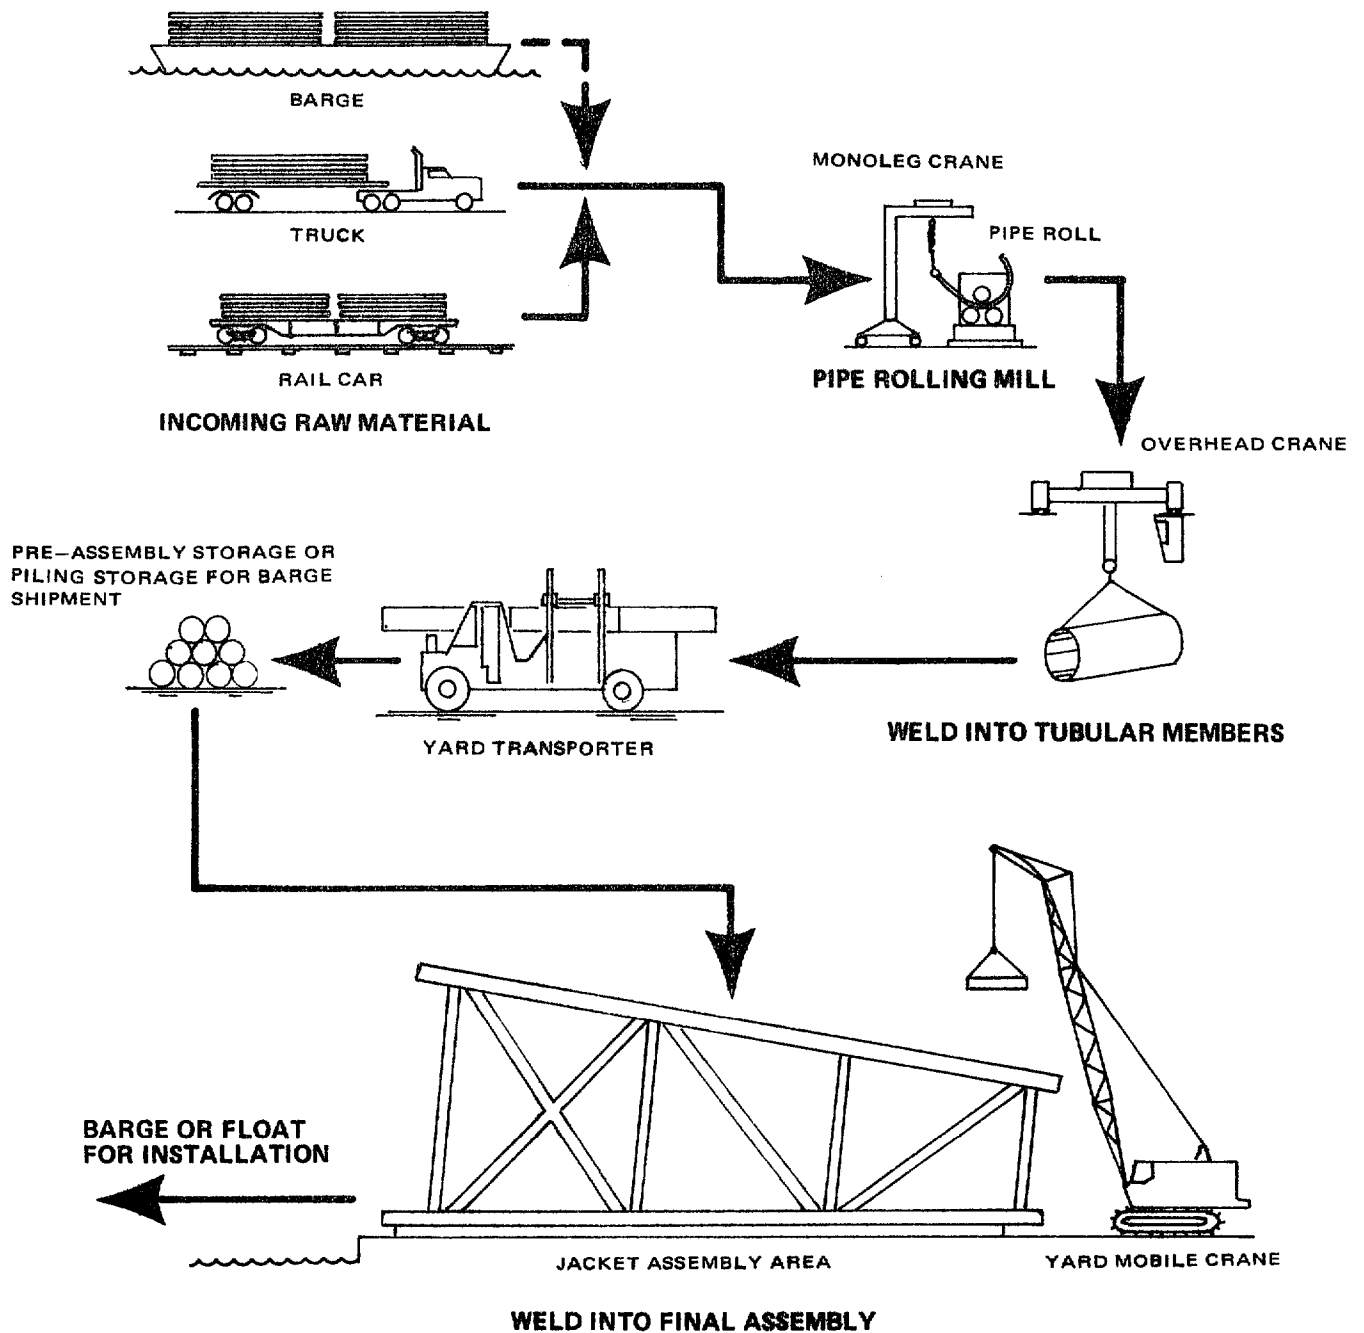 BARGE
TRUCK
RAIL CAR
INCOMING RAW MATERIAL
MONOLEG CRANE
PIPE ROLL
PIPE ROLLING MILL
OVERHEAD CRANE
WELD INTO TUBULAR MEMBERS
YARD TRANSPORTER
PRE–ASSEMBLY STORAGE OR
PILING STORAGE FOR BARGE
SHIPMENT
BARGE OR FLOAT
FOR INSTALLATION
JACKET ASSEMBLY AREA
YARD MOBILE CRANE
WELD INTO FINAL ASSEMBLY